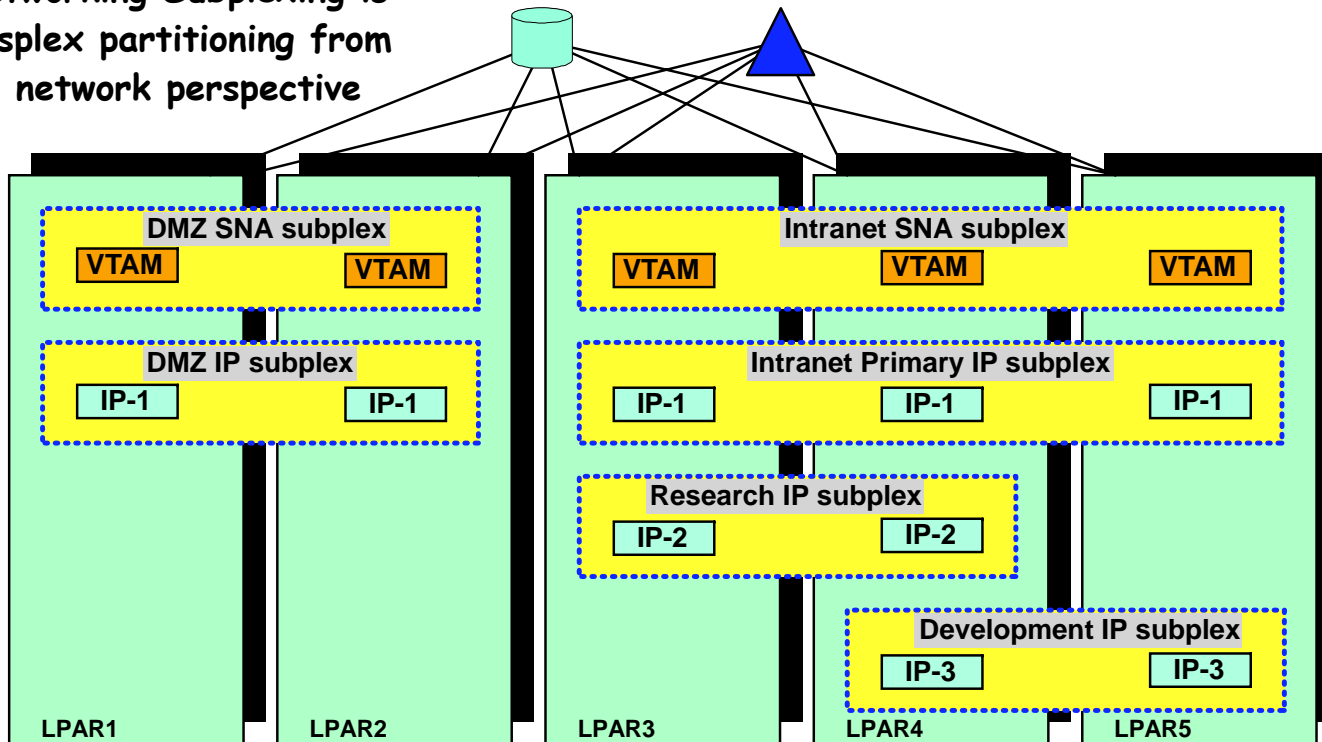 Subplexing is
partitioning from
network perspective
DMZ SNA subplex
VTAM
VTAM
Intranet SNA subplex
VTAM
VTAM
VTAM
DMZ IP subplex
IP-1
IP-1
Intranet Primary IP subplex
IP-1
IP-1
IP-1
Research IP subplex
IP-2
IP-2
Development IP subplex
IP-3
IP-3
LPAR1
LPAR2
LPAR3
LPAR4
LPAR5